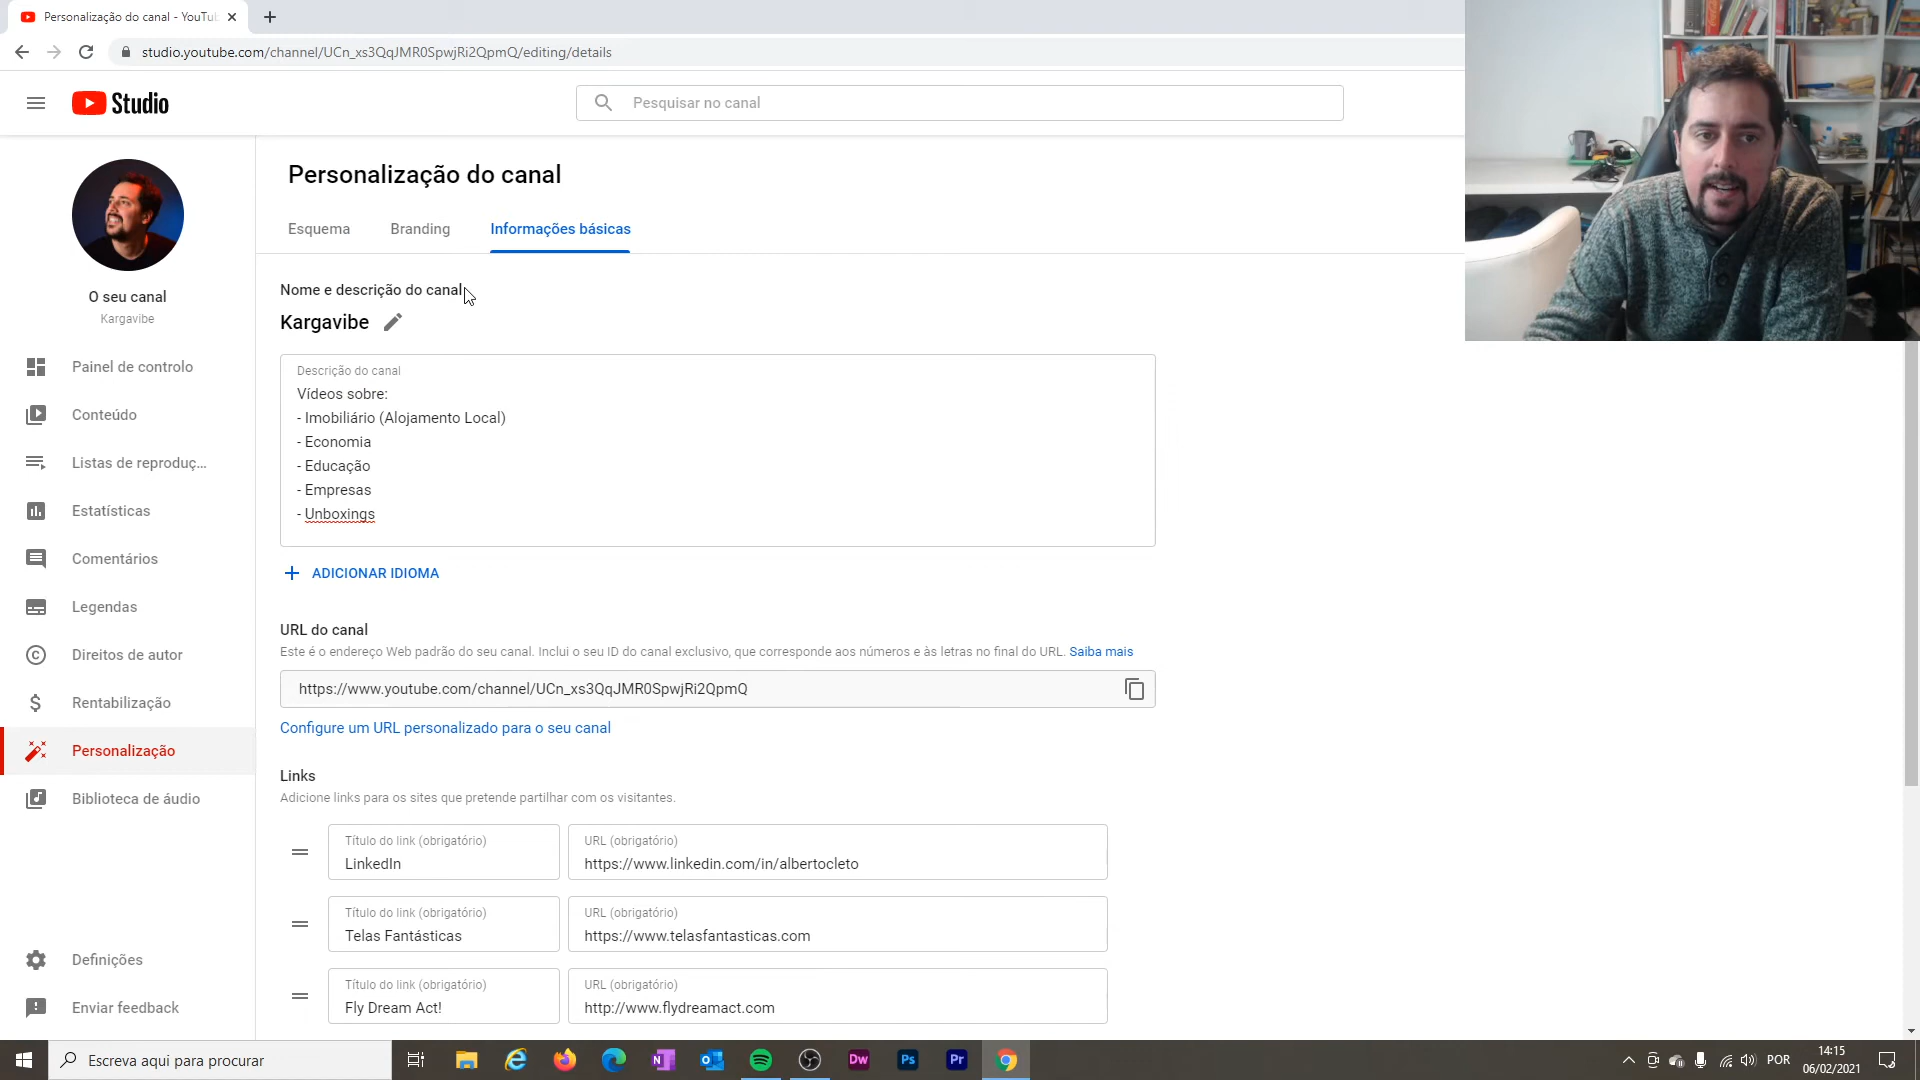 Personalização do canal - YouTu
studio.youtube.com/channel/UCn_xs3QqJMR0SpwjRi2QpmQ/editing/details
Studio
Pesquisar no canal
O seu canal
Kargavibe
Painel de controlo
Conteúdo
Listas de reproduç...
Estatísticas
Comentários
Legendas
Direitos de autor
Rentabilização
Personalização
Biblioteca de áudio
Definições
Enviar feedback
Personalização do canal
Esquema Branding Informações básicas
Nome e descrição do canal
Kargavibe
Descrição do canal
Vídeos sobre:
- Imobiliário (Alojamento Local)
- Economia
- Educação
- Empresas
- Unboxings
ADICIONAR IDIOMA
URL do canal
Este é o endereço Web padrão do seu canal. Inclui o seu ID do canal exclusivo, que corresponde aos números e às letras no final do URL. Saiba mais
https://www.youtube.com/channel/UCn_xs3QqJMR0SpwjRi2QpmQ
Configure um URL personalizado para o seu canal
Links
Adicione links para os sites que pretende partilhar com os visitantes.
Título do link (obrigatório) URL (obrigatório)
LinkedIn https://www.linkedin.com/in/albertocleto
Título do link (obrigatório) URL (obrigatório)
Telas Fantásticas https://www.telasfantasticas.com
Título do link (obrigatório) URL (obrigatório)
Fly Dream Act! http://www.flydreamact.com
Escreva aqui para procurar
Dw Ps Pr
POR
14:15
06/02/2021